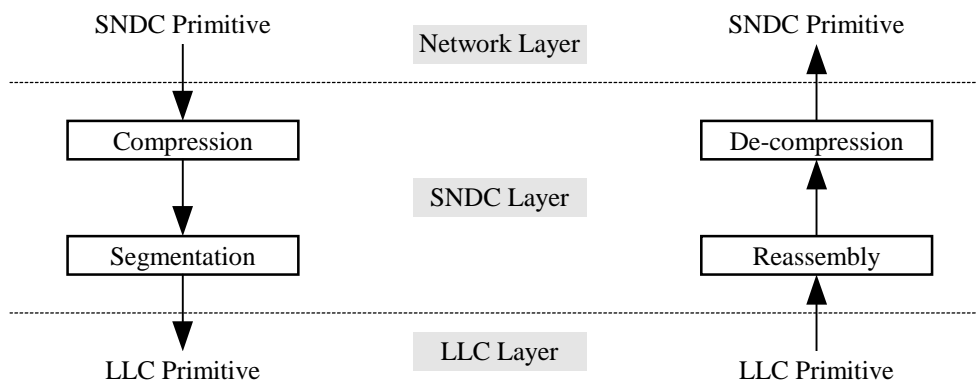 SNDC Primitive
Network Layer
SNDC Primitive
Compression
De-compression
SNDC Layer
Segmentation
Reassembly
LLC Layer
LLC Primitive
LLC Primitive